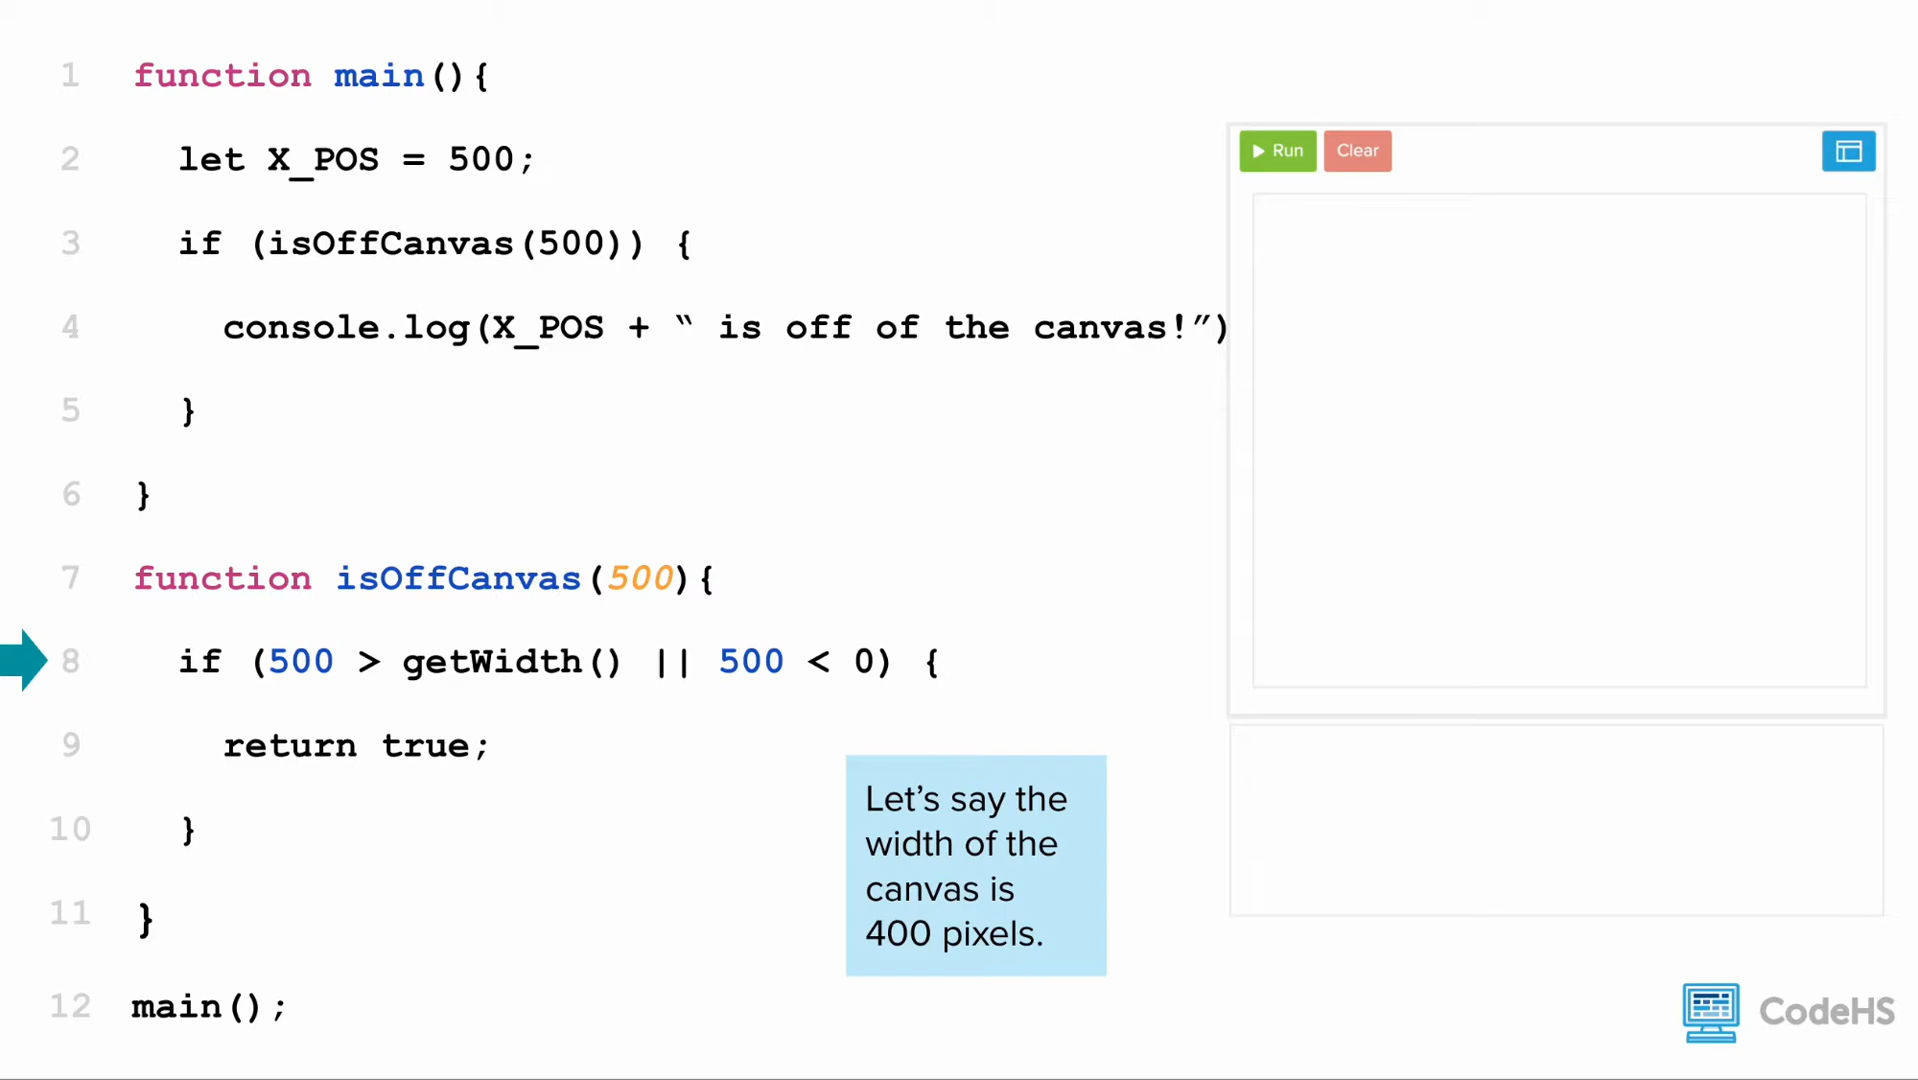 1 function main(){
2 let X_POS = 500;
3 if (isOffCanvas(500)) {
4 console.log(X_POS + “ is off of the canvas!”)
5 }
6 }
7 function isOffCanvas(500){
8 if (500 > getWidth() || 500 < 0) {
9 return true;
10 }
11 }
12 main();
Run Clear
Let’s say the
width of the
canvas is
400 pixels.
CodeHS